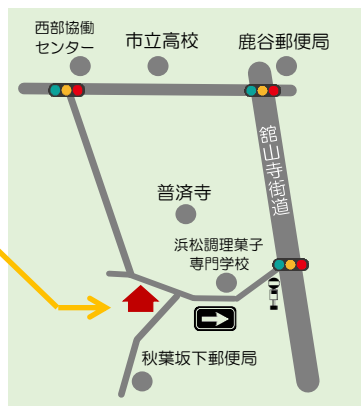 西部協働
センター
市立高校
鹿谷郵便局
舘山寺街道
普済寺
浜松調理菓子
専門学校
秋葉坂下郵便局